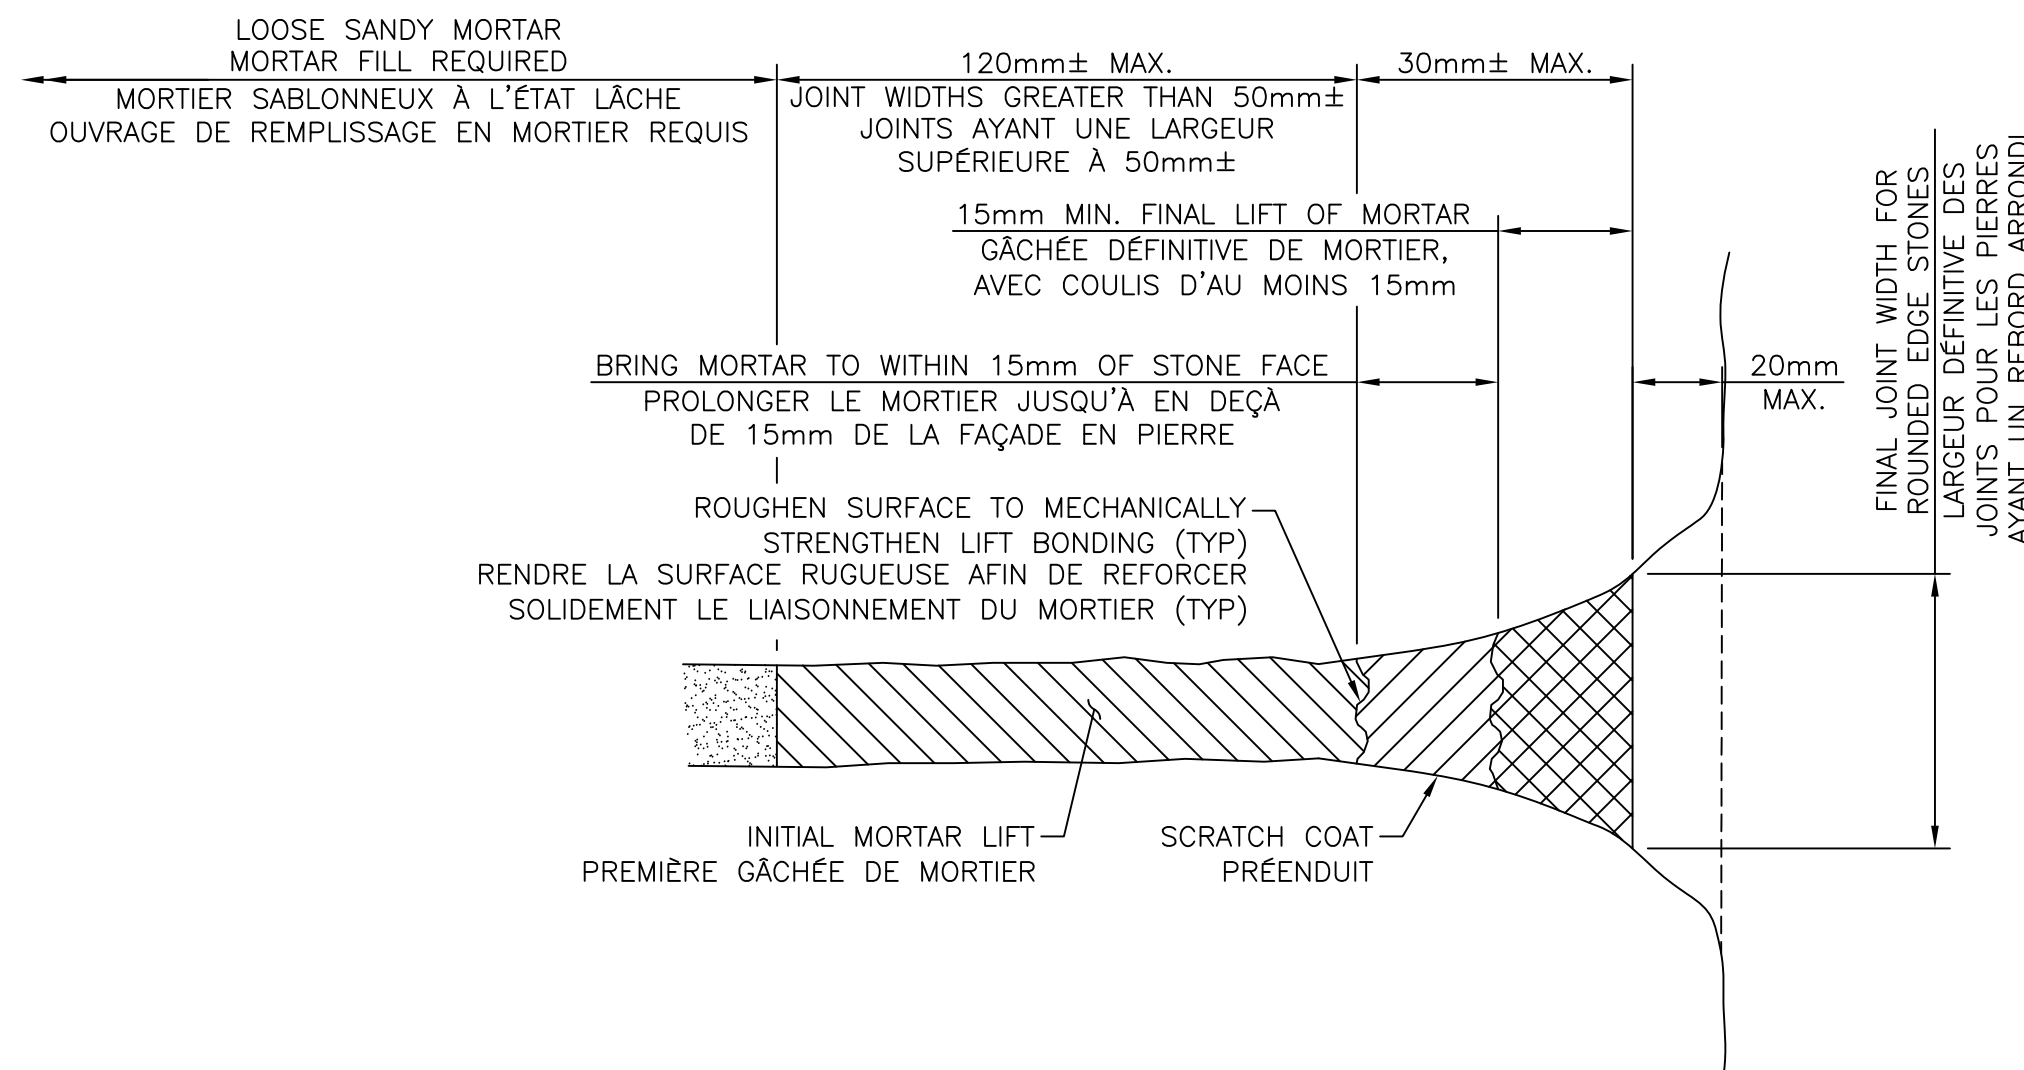 LOOSE SANDY MORTAR
MORTAR FILL REQUIRED
MORTIER SABLONNEUX À L'ÉTAT LÂCHE
OUVRAGE DE REMPLISSAGE EN MORTIER REQUIS
120mm± MAX.
JOINT WIDTHS GREATER THAN 50mm±
JOINTS AYANT UNE LARGEUR
SUPÉRIEURE À 50mm±
30mm± MAX.
15mm MIN. FINAL LIFT OF MORTAR
GÂCHÉE DÉFINITIVE DE MORTIER,
AVEC COULIS D'AU MOINS 15mm
BRING MORTAR TO WITHIN 15mm OF STONE FACE
PROLONGER LE MORTIER JUSQU'À EN DEÇÀ
DE 15mm DE LA FAÇADE EN PIERRE
20mm
MAX.
FINAL JOINT WIDTH FOR
ROUNDED EDGE STONES
LARGEUR DÉFINITIVE DES
JOINTS POUR LES PIERRES
AYANT UN REBORD ARRONDI
ROUGHEN SURFACE TO MECHANICALLY
STRENGTHEN LIFT BONDING (TYP)
RENDRE LA SURFACE RUGUEUSE AFIN DE REFORCER
SOLIDEMENT LE LIAISONNEMENT DU MORTIER (TYP)
INITIAL MORTAR LIFT
PREMIÈRE GÂCHÉE DE MORTIER
SCRATCH COAT
PRÉENDUIT